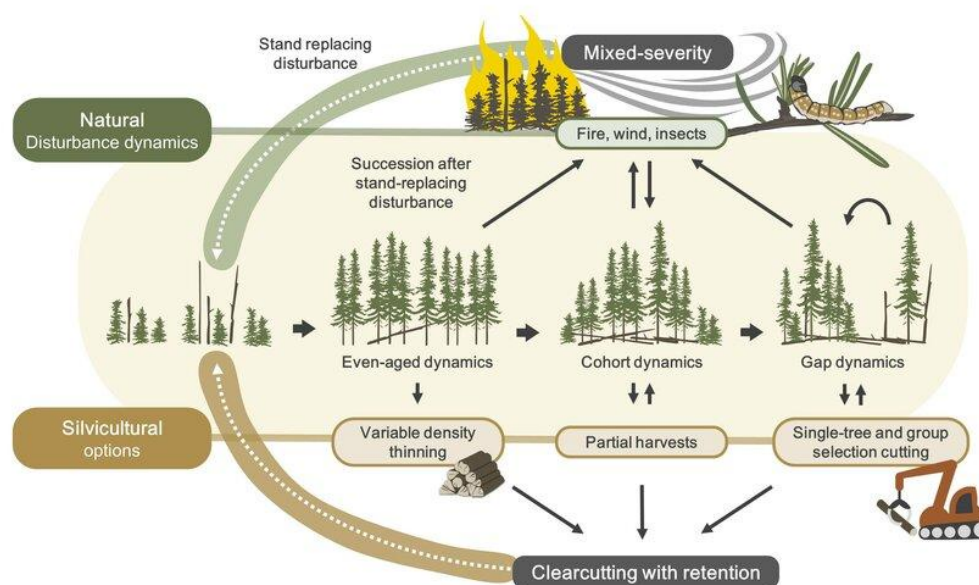 Stand replacing
disturbance
Mixed-severity
Natural
Disturbance dynamics
Fire, wind, insects
Succession after
stand-replacing
disturbance
Even-aged dynamics
Cohort dynamics
Gap dynamics
Silvicultural
options
Variable density
thinning
Partial harvests
Single-tree and group
selection cutting
Clearcutting with retention